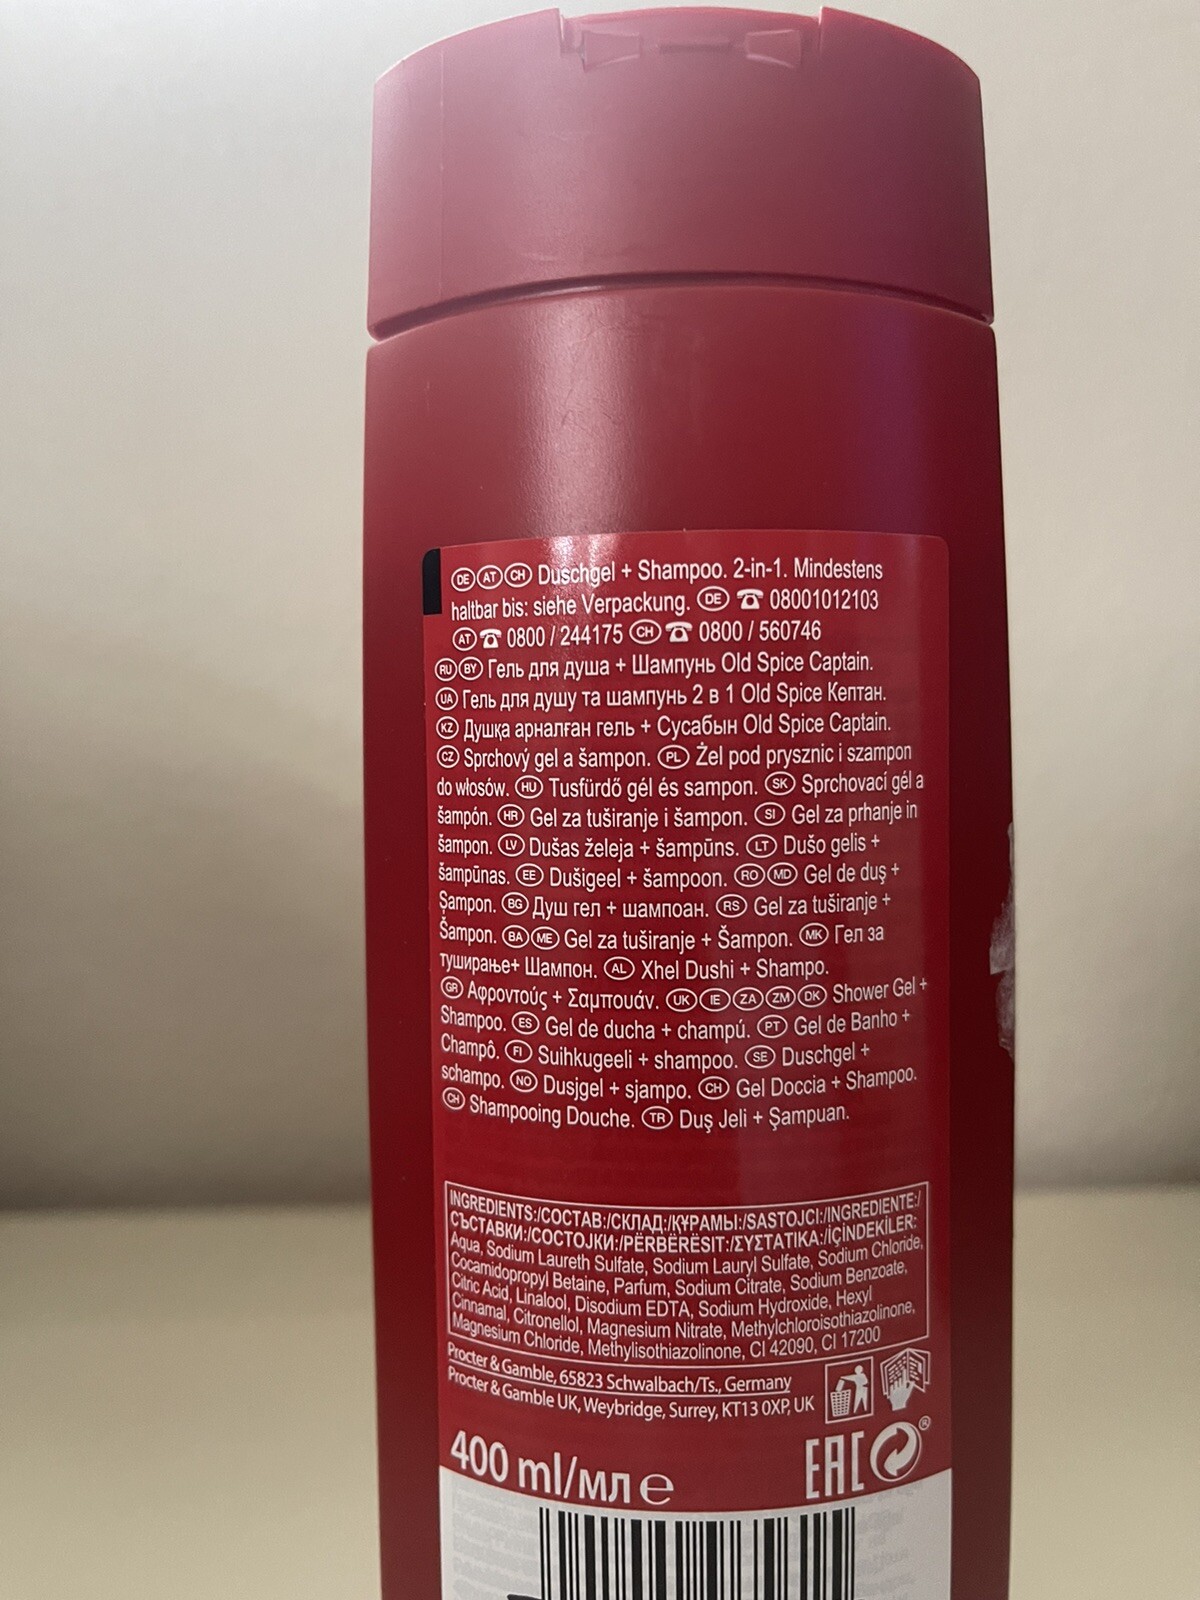 DE AT CH Duschgel + Shampoo. 2-in-1. Mindestens
haltbar bis: siehe Verpackung. DE ☎ 08001012103
AT ☎ 0800 / 244175 CH ☎ 0800 / 560746
RU BY Гель для душа + Шампунь Old Spice Captain.
UA Гель для душу та шампунь 2 в 1 Old Spice Кептан.
KZ Душқа арналған гель + Сусабын Old Spice Captain.
CZ Sprchový gel a šampon. PL Żel pod prysznic i szampon
do włosów. HU Tusfürdő gél és sampon. SK Sprchovací gél a
šampón. HR Gel za tuširanje i šampon. SI Gel za prhanje in
šampon. LV Dušas želeja + šampūns. LT Dušo gelis +
šampūnas. EE Dušigeel + šampoon. RO MD Gel de duş +
Şampon. BG Душ гел + шампоан. RS Gel za tuširanje +
Šampon. BA ME Gel za tuširanje + Šampon. MK Гел за
туширање+ Шампон. AL Xhel Dushi + Shampo.
GR Αφροντούς + Σαμπουάν. UK IE ZA ZM DK Shower Gel +
Shampoo. ES Gel de ducha + champú. PT Gel de Banho +
Champô. FI Suihkugeeli + shampoo. SE Duschgel +
schampo. NO Dusjgel + sjampo. CH Gel Doccia + Shampoo.
CH Shampooing Douche. TR Duş Jeli + Şampuan.
INGREDIENTS:/СОСТАВ:/СКЛАД:/ҚҰРАМЫ:/SASTOJCI:/INGREDIENTE:/
СЪСТАВКИ:/СОСТОЈКИ:/PËRBËRËSIT:/ΣΥΣΤΑΤΙΚΑ:/İÇİNDEKİLER:
Aqua, Sodium Laureth Sulfate, Sodium Lauryl Sulfate, Sodium Chloride,
Cocamidopropyl Betaine, Parfum, Sodium Citrate, Sodium Benzoate,
Citric Acid, Linalool, Disodium EDTA, Sodium Hydroxide, Hexyl
Cinnamal, Citronellol, Magnesium Nitrate, Methylchloroisothiazolinone,
Magnesium Chloride, Methylisothiazolinone, CI 42090, CI 17200
Procter & Gamble, 65823 Schwalbach/Ts., Germany
Procter & Gamble UK, Weybridge, Surrey, KT13 0XP, UK
400 ml/мл ℮
EAC ®